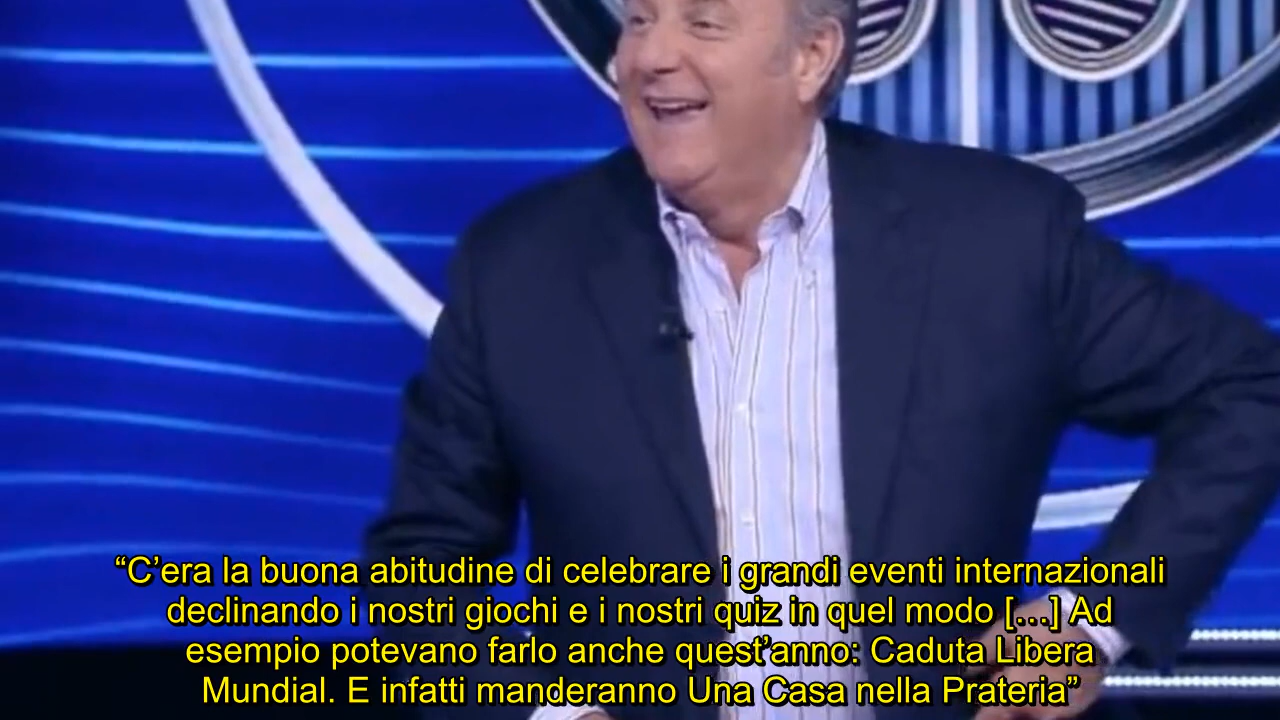 “C’era la buona abitudine di celebrare i grandi eventi internazionali
declinando i nostri giochi e i nostri quiz in quel modo [...] Ad
esempio potevano farlo anche quest’anno: Caduta Libera
Mundial. E infatti manderanno Una Casa nella Prateria”